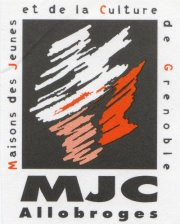 Maisons des Jeunes
et de la Culture
de Grenoble
MJC
Allobroges